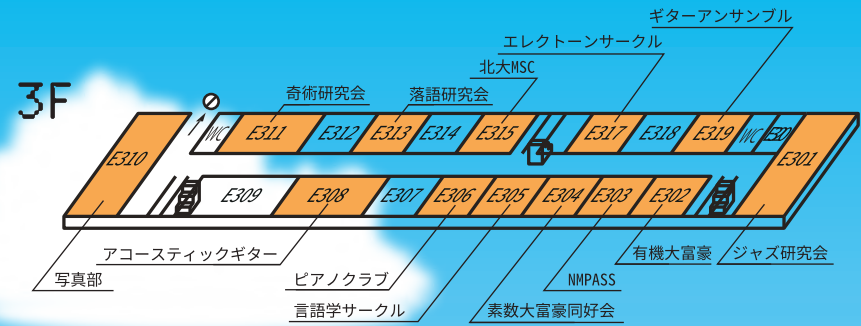 ギターアンサンブル
エレクトーンサークル
北大MSC
3F
奇術研究会
落語研究会
WC
E311
E312
E313
E314
E315
E317
E318
E319
WC
E320
E310
E301
E309
E308
E307
E306
E305
E304
E303
E302
アコースティックギター
有機大富豪
ジャズ研究会
写真部
ピアノクラブ
NMPASS
言語学サークル
素数大富豪同好会